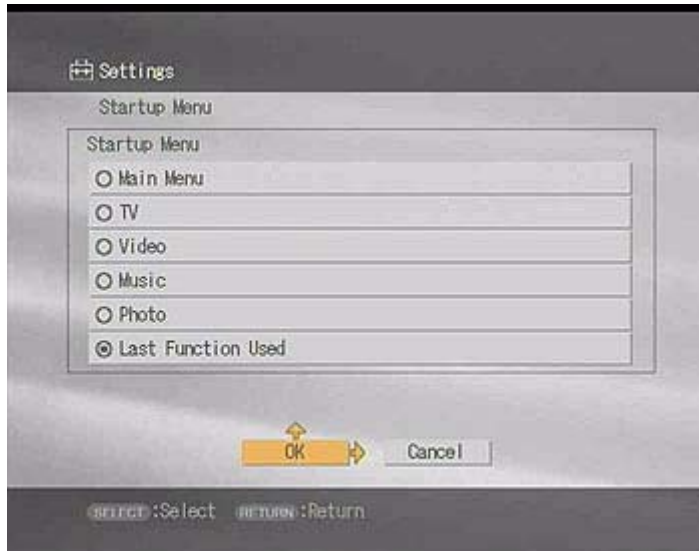 Settings
Startup Menu
Startup Menu
Main Menu
TV
Video
Music
Photo
Last Function Used
OK Cancel
SELECT :Select RETURN :Return